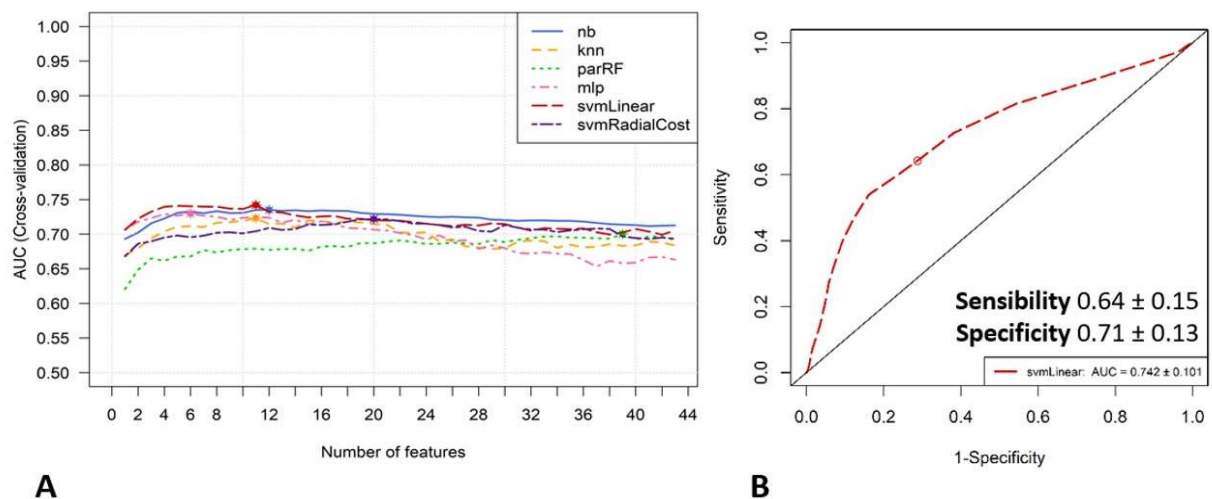 1.00
0.95
0.90
0.85
0.80
0.75
0.70
0.65
0.60
0.55
0.50
AUC (Cross-validation)
nb
knn
parRF
mlp
svmLinear
svmRadialCost
0 2 4 6 8 12 16 20 24 28 32 36 40 44
Number of features
A
1.0
0.8
0.6
0.4
0.2
0.0
Sensitivity
Sensibility 0.64 ± 0.15
Specificity 0.71 ± 0.13
svmLinear: AUC = 0.742 ± 0.101
0.0 0.2 0.4 0.6 0.8 1.0
1-Specificity
B